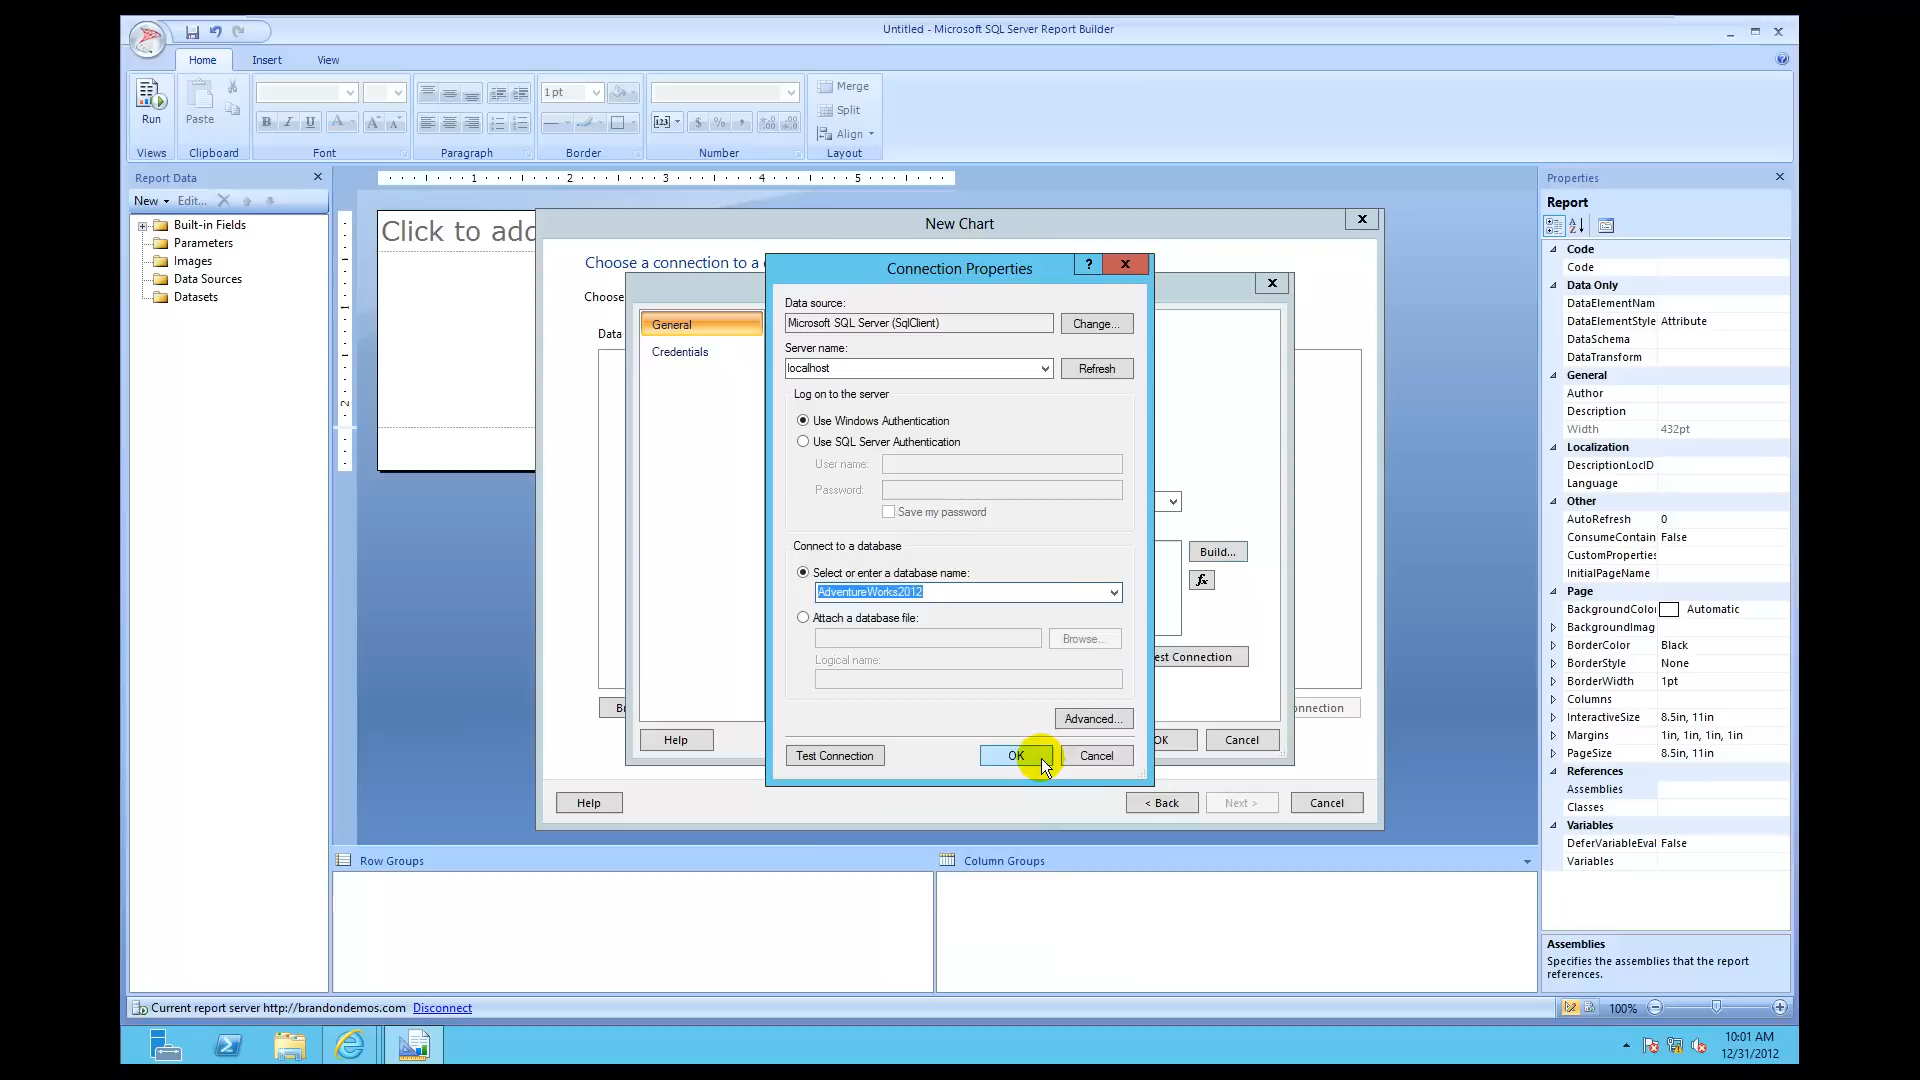 Untitled - Microsoft SQL Server Report Builder
Home
Insert
View
Run
Paste
1 pt
B I U
A
A A
[123]
$ % ,
Merge
Split
Align
Views
Clipboard
Font
Paragraph
Border
Number
Layout
Report Data
New
Edit...
Built-in Fields
Parameters
Images
Data Sources
Datasets
1 2 3 4 5
1
2
Click to add
New Chart
Choose a connection to a
Choose
Data
General
Credentials
Help
Build...
fx
est Connection
onnection
OK
Cancel
Help
< Back
Next >
Cancel
Connection Properties
?
Data source:
Microsoft SQL Server (SqlClient)
Change...
Server name:
localhost
Refresh
Log on to the server
Use Windows Authentication
Use SQL Server Authentication
User name:
Password:
Save my password
Connect to a database
Select or enter a database name:
AdventureWorks2012
Attach a database file:
Browse...
Logical name:
Advanced...
Test Connection
OK
Cancel
Properties
Report
Code
Code
Data Only
DataElementNam
DataElementStyle Attribute
DataSchema
DataTransform
General
Author
Description
Width 432pt
Localization
DescriptionLocID
Language
Other
AutoRefresh 0
ConsumeContain False
CustomProperties
InitialPageName
Page
BackgroundColo Automatic
BackgroundImag
BorderColor Black
BorderStyle None
BorderWidth 1pt
Columns
InteractiveSize 8.5in, 11in
Margins 1in, 1in, 1in, 1in
PageSize 8.5in, 11in
References
Assemblies
Classes
Variables
DeferVariableEval False
Variables
Assemblies
Specifies the assemblies that the report
references.
Row Groups
Column Groups
Current report server http://brandondemos.com Disconnect
100%
10:01 AM
12/31/2012